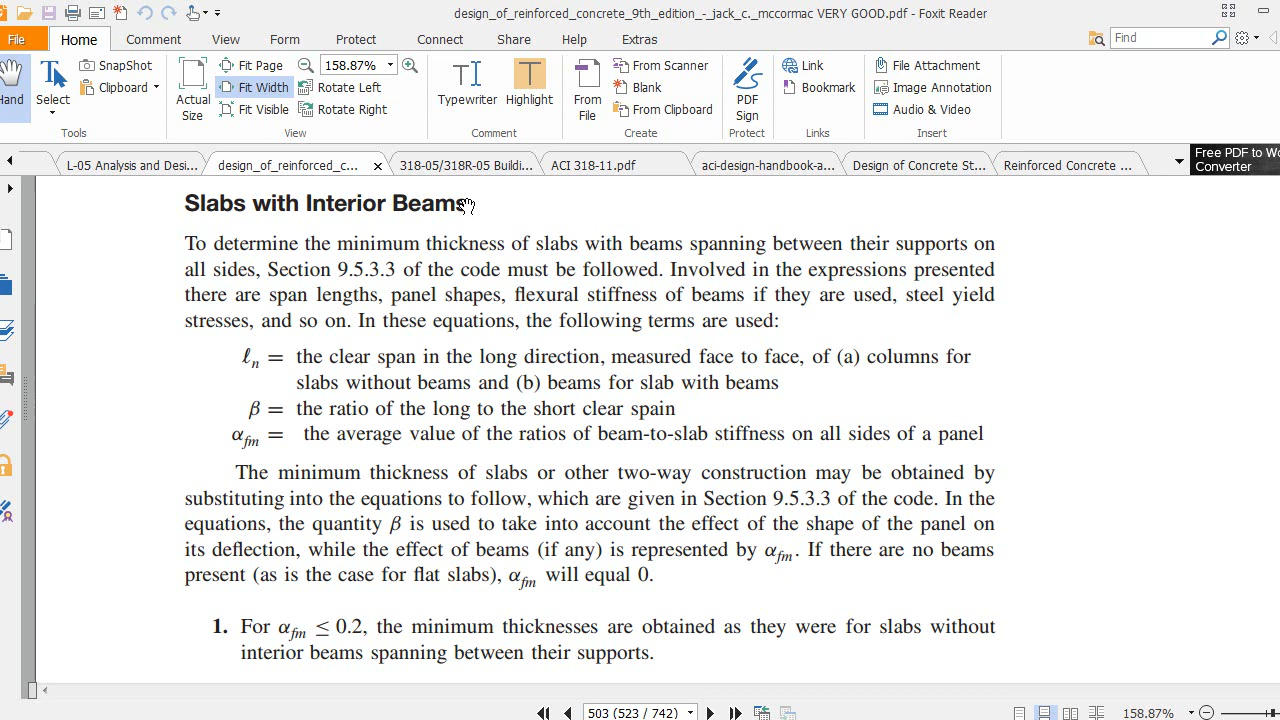 design_of_reinforced_concrete_9th_edition_-_jack_c._mccormac VERY GOOD.pdf - Foxit Reader
File Home Comment View Form Protect Connect Share Help Extras Find
Hand Select SnapShot Clipboard
Tools
Actual Size Fit Page Fit Width Fit Visible 158.87% Rotate Left Rotate Right
View
Typewriter Highlight
Comment
From File From Scanner Blank From Clipboard
Create
PDF Sign
Protect
Link Bookmark
Links
File Attachment Image Annotation Audio & Video
Insert
L-05 Analysis and Desi... design_of_reinforced_c... 318-05/318R-05 Buildi... ACI 318-11.pdf aci-design-handbook-a... Design of Concrete St... Reinforced Concrete ...
Free PDF to Wo
Converter
Slabs with Interior Beams
To determine the minimum thickness of slabs with beams spanning between their supports on
all sides, Section 9.5.3.3 of the code must be followed. Involved in the expressions presented
there are span lengths, panel shapes, flexural stiffness of beams if they are used, steel yield
stresses, and so on. In these equations, the following terms are used:
ℓn = the clear span in the long direction, measured face to face, of (a) columns for
slabs without beams and (b) beams for slab with beams
β = the ratio of the long to the short clear spain
αfm = the average value of the ratios of beam-to-slab stiffness on all sides of a panel
The minimum thickness of slabs or other two-way construction may be obtained by
substituting into the equations to follow, which are given in Section 9.5.3.3 of the code. In the
equations, the quantity β is used to take into account the effect of the shape of the panel on
its deflection, while the effect of beams (if any) is represented by αfm. If there are no beams
present (as is the case for flat slabs), αfm will equal 0.
1. For αfm ≤ 0.2, the minimum thicknesses are obtained as they were for slabs without
interior beams spanning between their supports.
503 (523 / 742) 158.87%